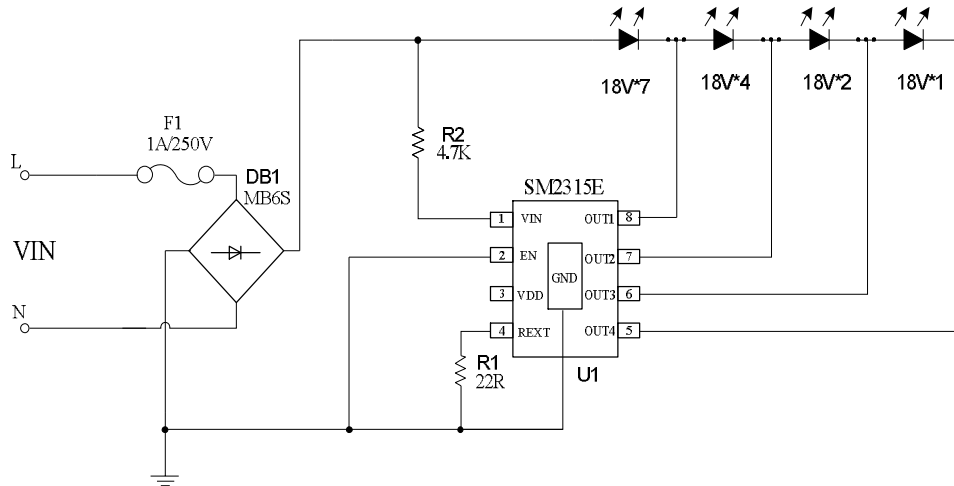 18V*7
18V*4
18V*2
18V*1
F1
1A/250V
R2
4.7K
L
DB1
MB6S
SM2315E
1
VIN
OUT1
8
VIN
2
EN
OUT2
7
GND
3
VDD
OUT3
6
N
4
REXT
OUT4
5
R1
22R
U1